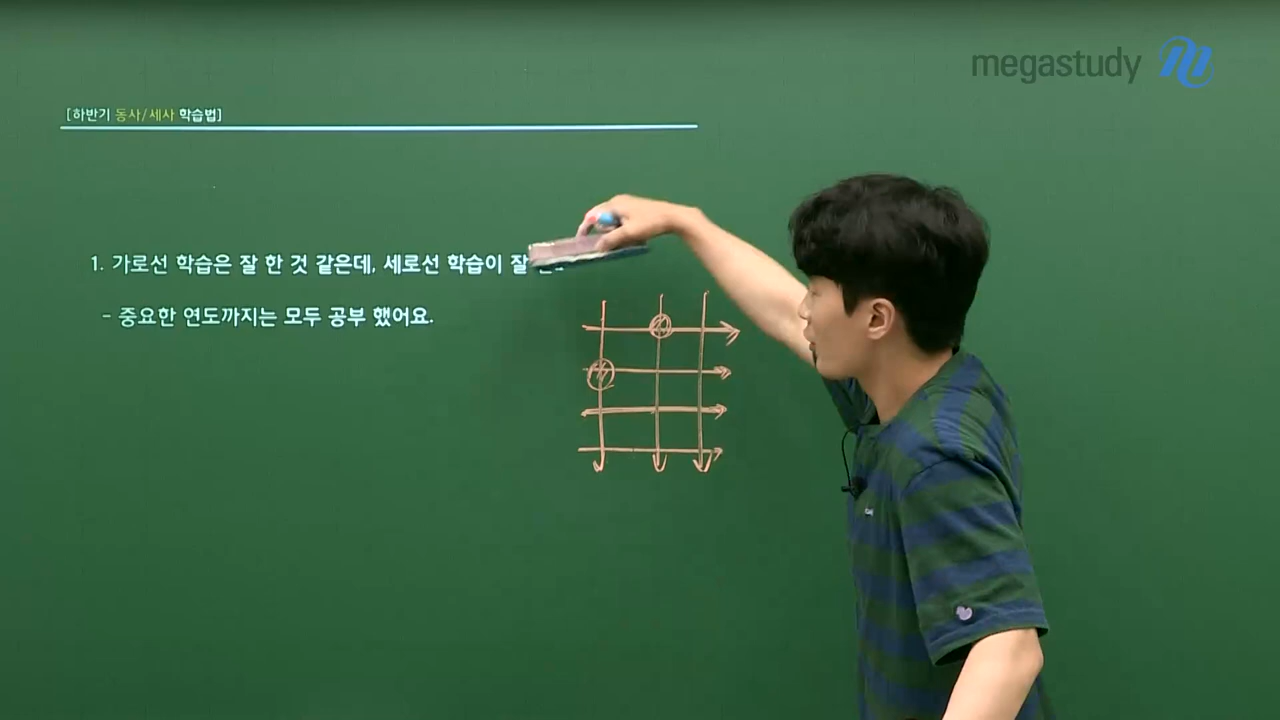 megastudy
[하반기 동사/세사 학습법]
1. 가로선 학습은 잘 한 것 같은데, 세로선 학습이 잘
- 중요한 연도까지는 모두 공부 했어요.